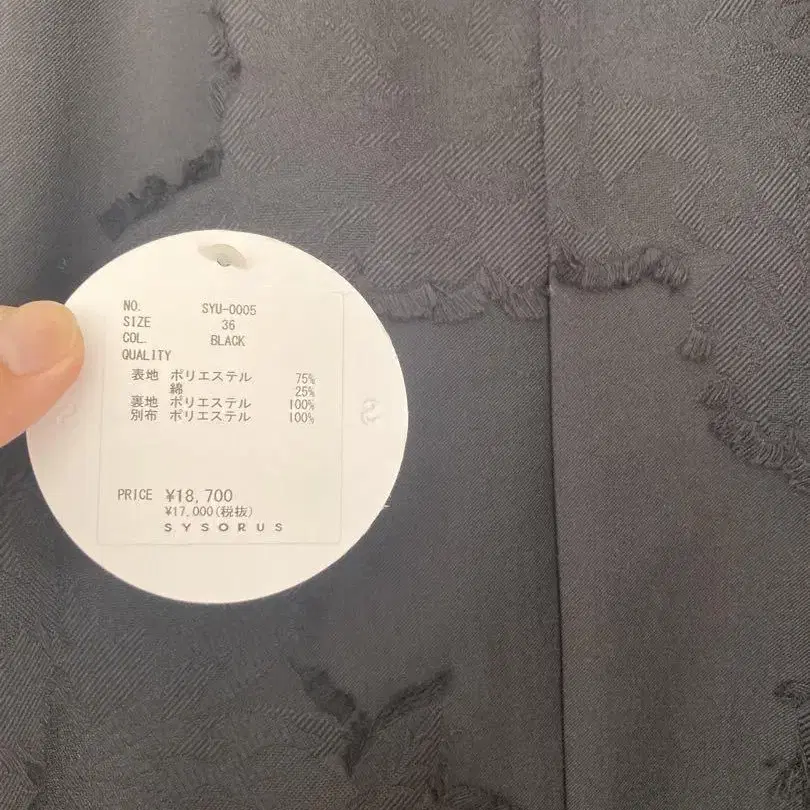 NO. SYU-0005
SIZE 36
COL. BLACK
QUALITY
表地 ポリエステル 75%
綿 25%
裏地 ポリエステル 100%
別布 ポリエステル 100%
PRICE ¥18,700
¥17,000(税抜)
SYSORUS